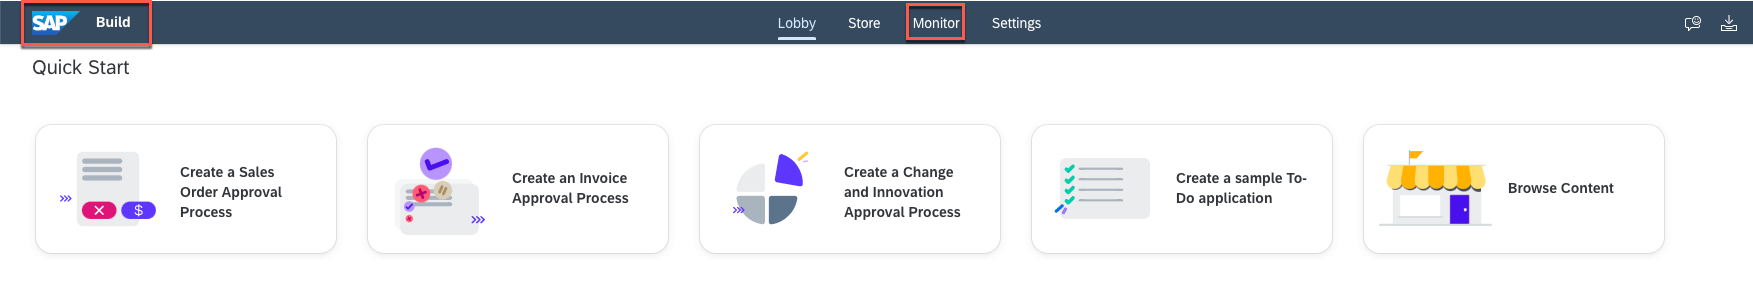 SAP Build Lobby Store Monitor Settings
Quick Start
Create a Sales
Order Approval
Process
$
Create an Invoice
Approval Process
Create a Change
and Innovation
Approval Process
Create a sample To-
Do application
Browse Content